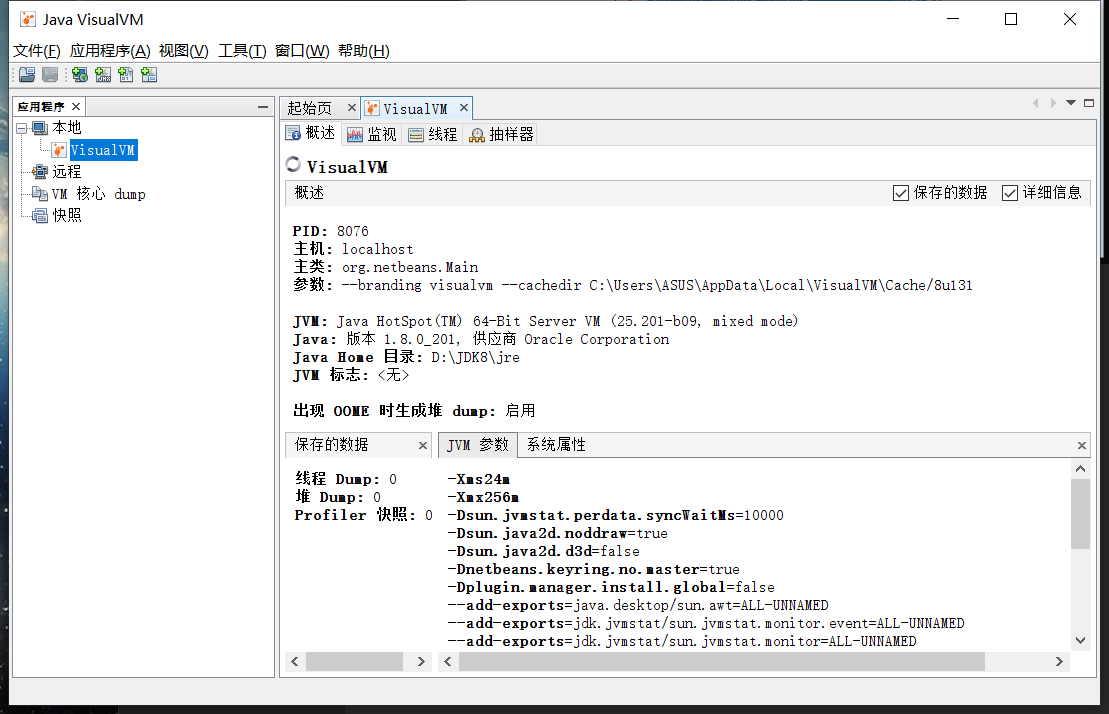 Java VisualVM
文件(F) 应用程序(A) 视图(V) 工具(T) 窗口(W) 帮助(H)
应用程序
本地
VisualVM
远程
VM 核心 dump
快照
起始页
VisualVM
概述 监视 线程 抽样器
VisualVM
概述
保存的数据 详细信息
PID: 8076
主机: localhost
主类: org.netbeans.Main
参数: --branding visualvm --cachedir C:\Users\ASUS\AppData\Local\VisualVM\Cache/8u131
JVM: Java HotSpot(TM) 64-Bit Server VM (25.201-b09, mixed mode)
Java: 版本 1.8.0_201, 供应商 Oracle Corporation
Java Home 目录: D:\JDK8\jre
JVM 标志: <无>
出现 OOME 时生成堆 dump: 启用
保存的数据
线程 Dump: 0
堆 Dump: 0
Profiler 快照: 0
JVM 参数 系统属性
-Xms24m
-Xmx256m
-Dsun.jvmstat.perdata.syncWaitMs=10000
-Dsun.java2d.noddraw=true
-Dsun.java2d.d3d=false
-Dnetbeans.keyring.no.master=true
-Dplugin.manager.install.global=false
--add-exports=java.desktop/sun.awt=ALL-UNNAMED
--add-exports=jdk.jvmstat/sun.jvmstat.monitor.event=ALL-UNNAMED
--add-exports=jdk.jvmstat/sun.jvmstat.monitor=ALL-UNNAMED